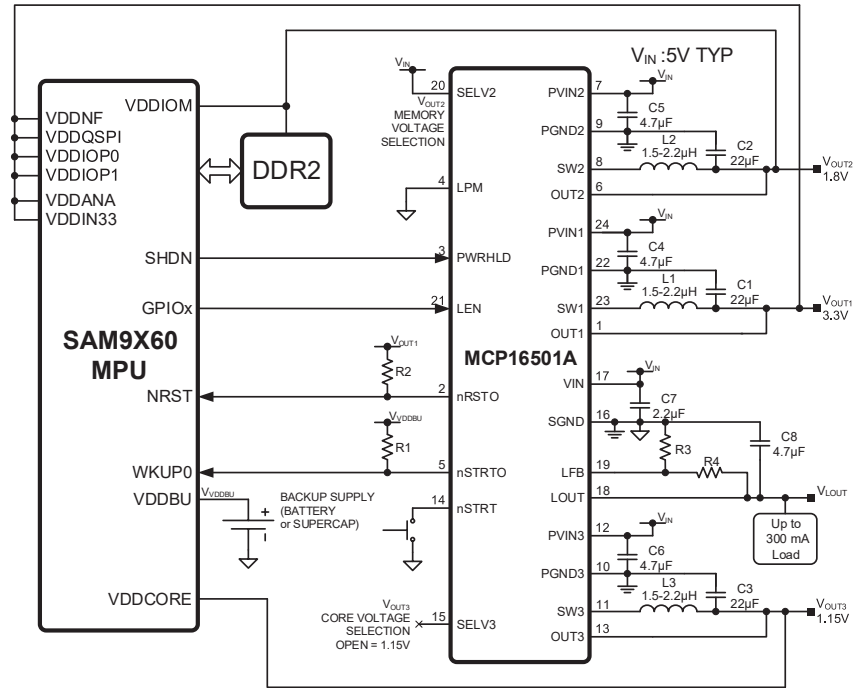 VDDNF
VDDQSPI
VDDIOP0
VDDIOP1
VDDANA
VDDIN33
VDDIOM
DDR2
SHDN
GPIOx
SAM9X60
MPU
NRST
WKUP0
VDDBU
VDDCORE
VVDDBU
BACKUP SUPPLY
(BATTERY
or SUPERCAP)
+
VOUT1
R2
VVDDBU
R1
VIN
VOUT2
MEMORY
VOLTAGE
SELECTION
VOUT3
CORE VOLTAGE
SELECTION
OPEN = 1.15V
20 SELV2
4 LPM
3 PWRHLD
21 LEN
MCP16501A
2 nRSTO
5 nSTRTO
14 nSTRT
15 SELV3
VIN :5V TYP
PVIN2 7
VIN
C5
4.7µF
PGND2 9
L2
1.5-2.2µH
C2
22µF
SW2 8
OUT2 6
VOUT2
1.8V
PVIN1 24
VIN
C4
4.7µF
PGND1 22
L1
1.5-2.2µH
C1
22µF
SW1 23
OUT1 1
VOUT1
3.3V
VIN 17
VIN
C7
2.2µF
SGND 16
R3
C8
4.7µF
LFB 19
R4
LOUT 18
VLOUT
Up to
300 mA
Load
PVIN3 12
VIN
C6
4.7µF
PGND3 10
L3
1.5-2.2µH
C3
22µF
SW3 11
OUT3 13
VOUT3
1.15V